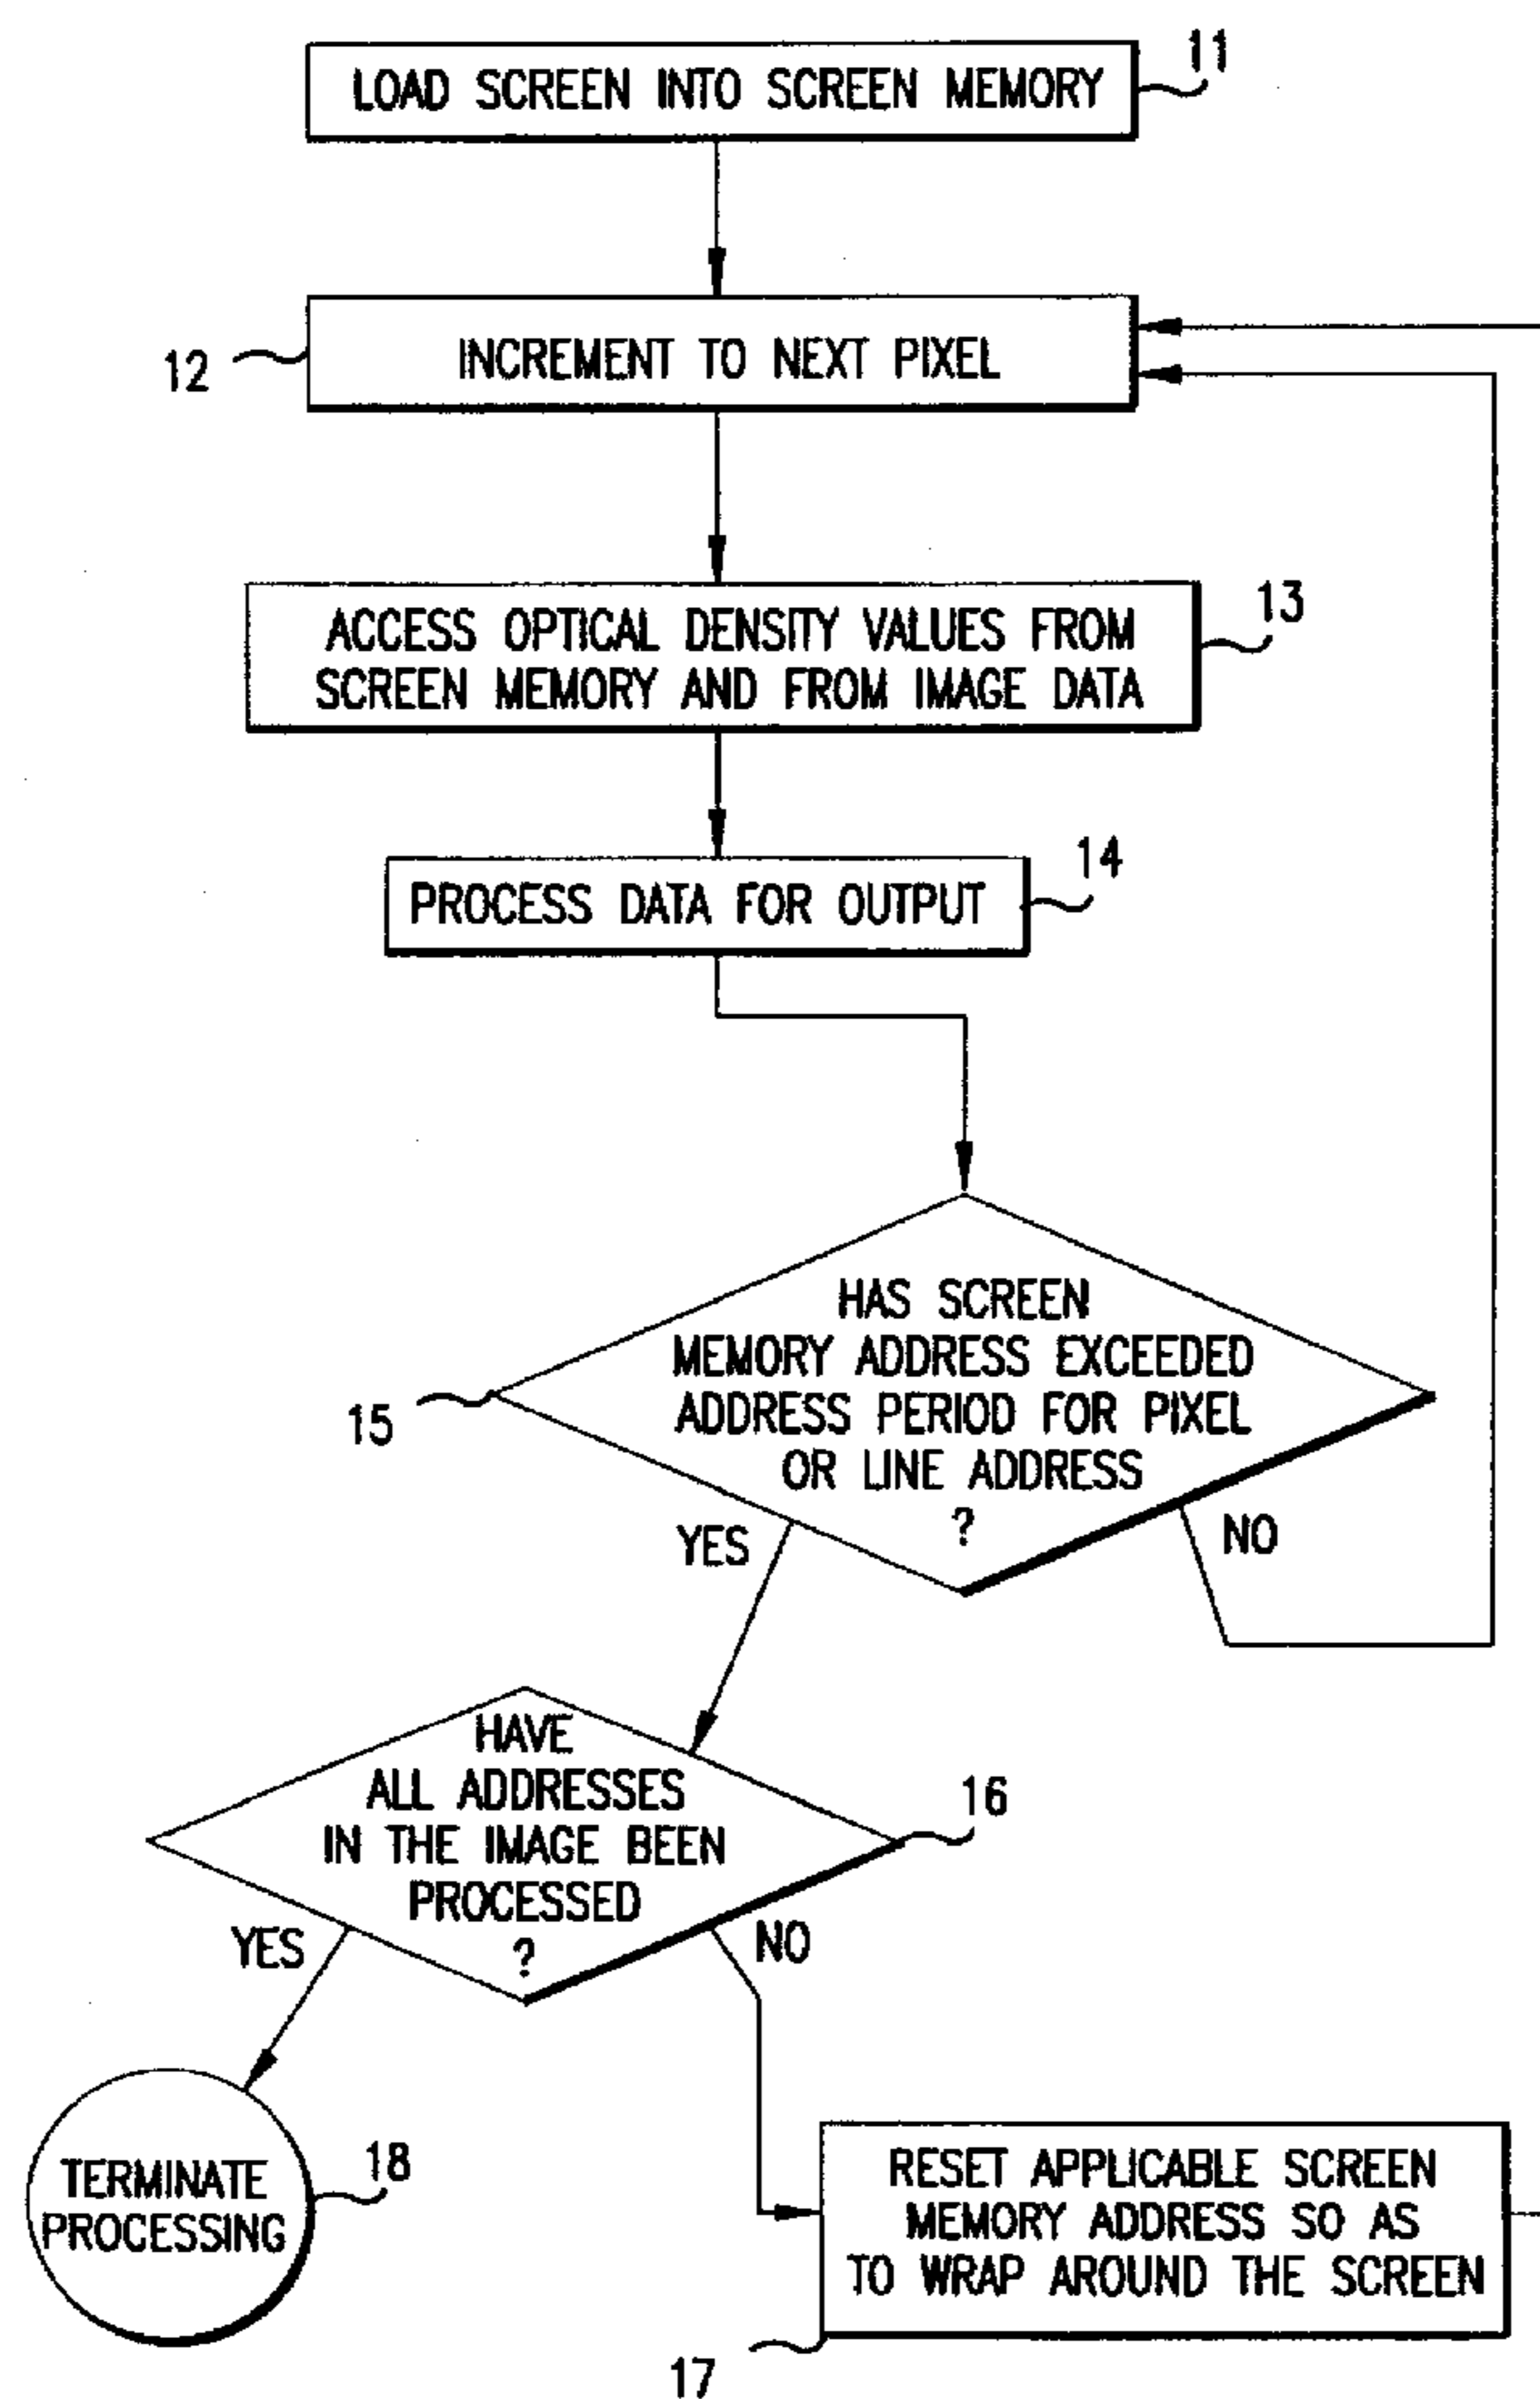 11
LOAD SCREEN INTO SCREEN MEMORY
12
INCREMENT TO NEXT PIXEL
13
ACCESS OPTICAL DENSITY VALUES FROM
SCREEN MEMORY AND FROM IMAGE DATA
14
PROCESS DATA FOR OUTPUT
HAS SCREEN
MEMORY ADDRESS EXCEEDED
ADDRESS PERIOD FOR PIXEL
OR LINE ADDRESS
?
15
YES
NO
HAVE
ALL ADDRESSES
IN THE IMAGE BEEN
PROCESSED
?
16
YES
NO
TERMINATE
PROCESSING
18
RESET APPLICABLE SCREEN
MEMORY ADDRESS SO AS
TO WRAP AROUND THE SCREEN
17